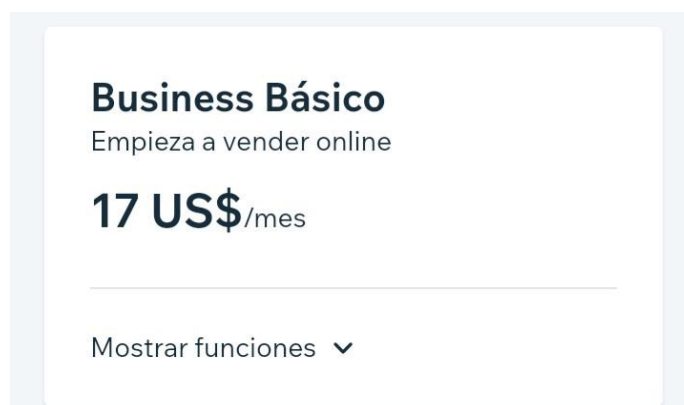 Business Básico
Empieza a vender online
17 US$/mes
Mostrar funciones